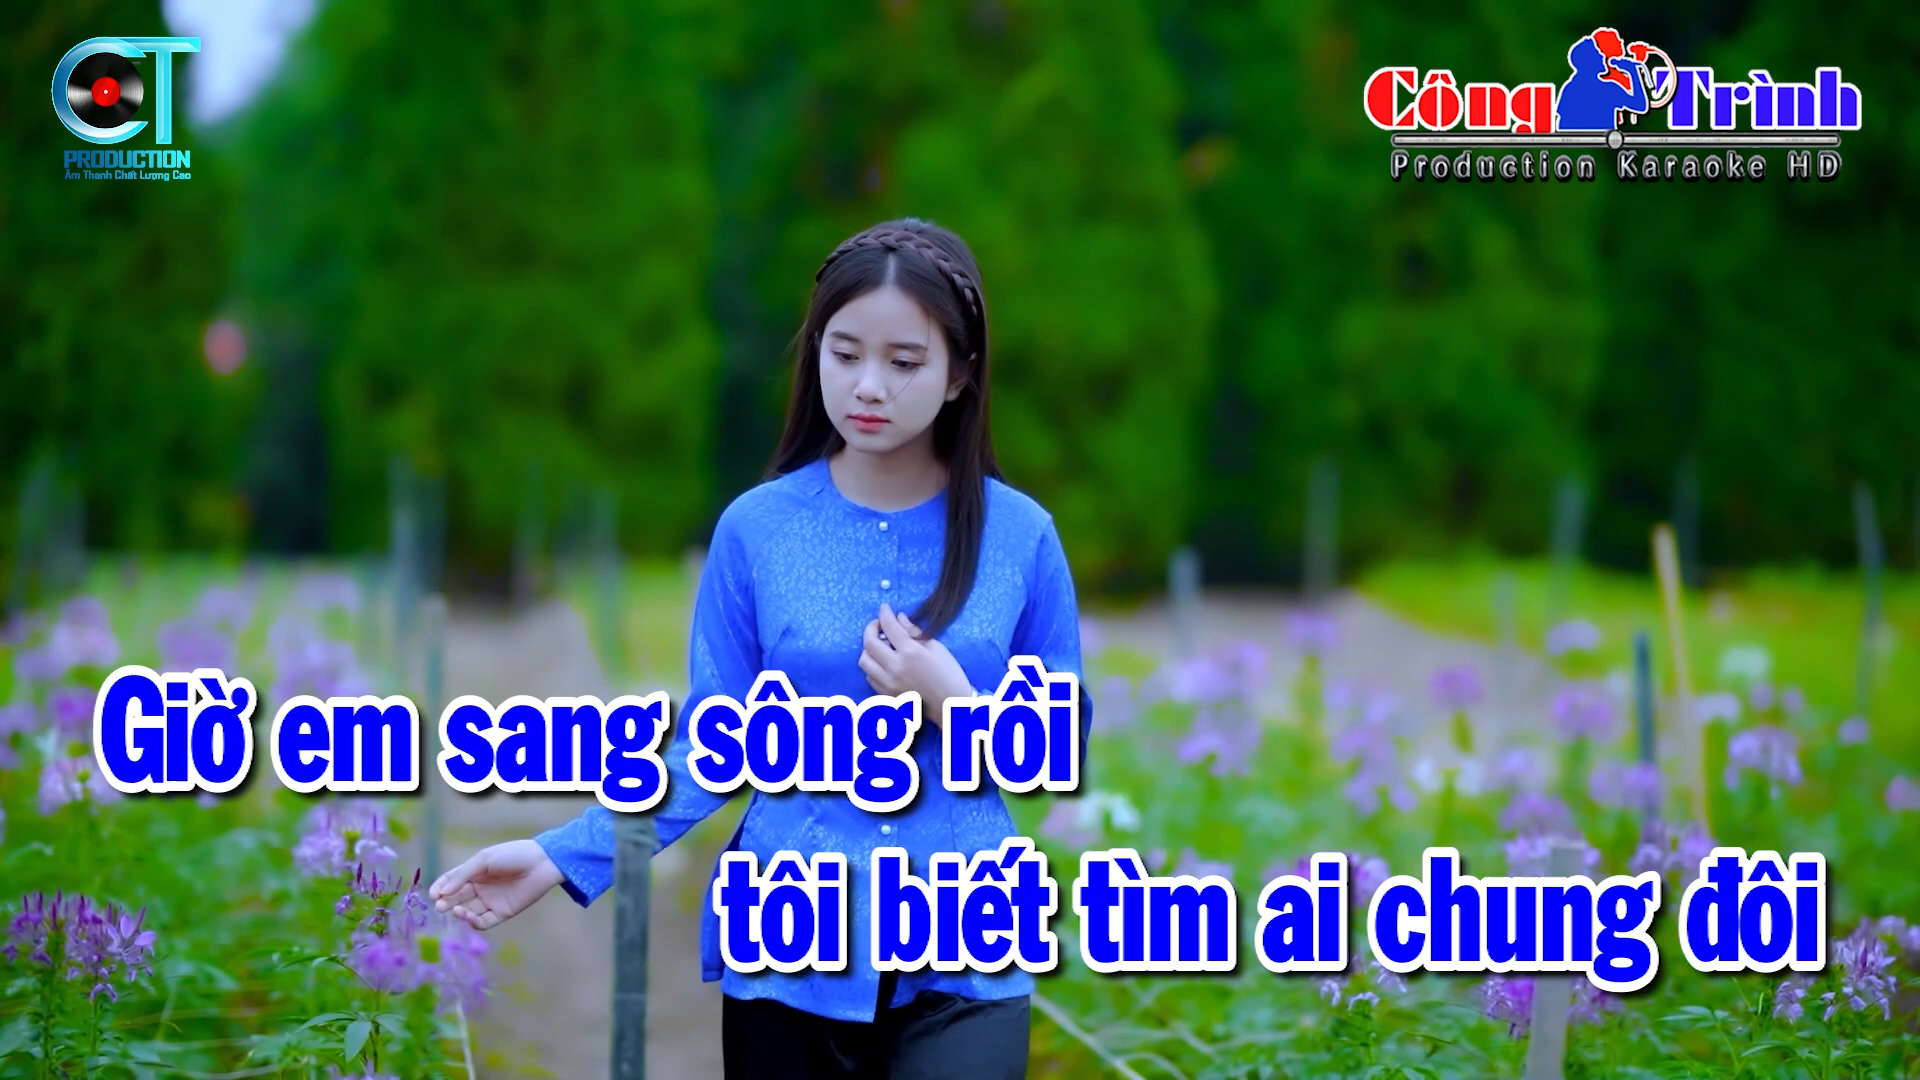 CT
PRODUCTION
Âm Thanh Chất Lượng Cao
Công Trình
Production Karaoke HD
Giờ em sang sông rồi
tôi biết tìm ai chung đôi